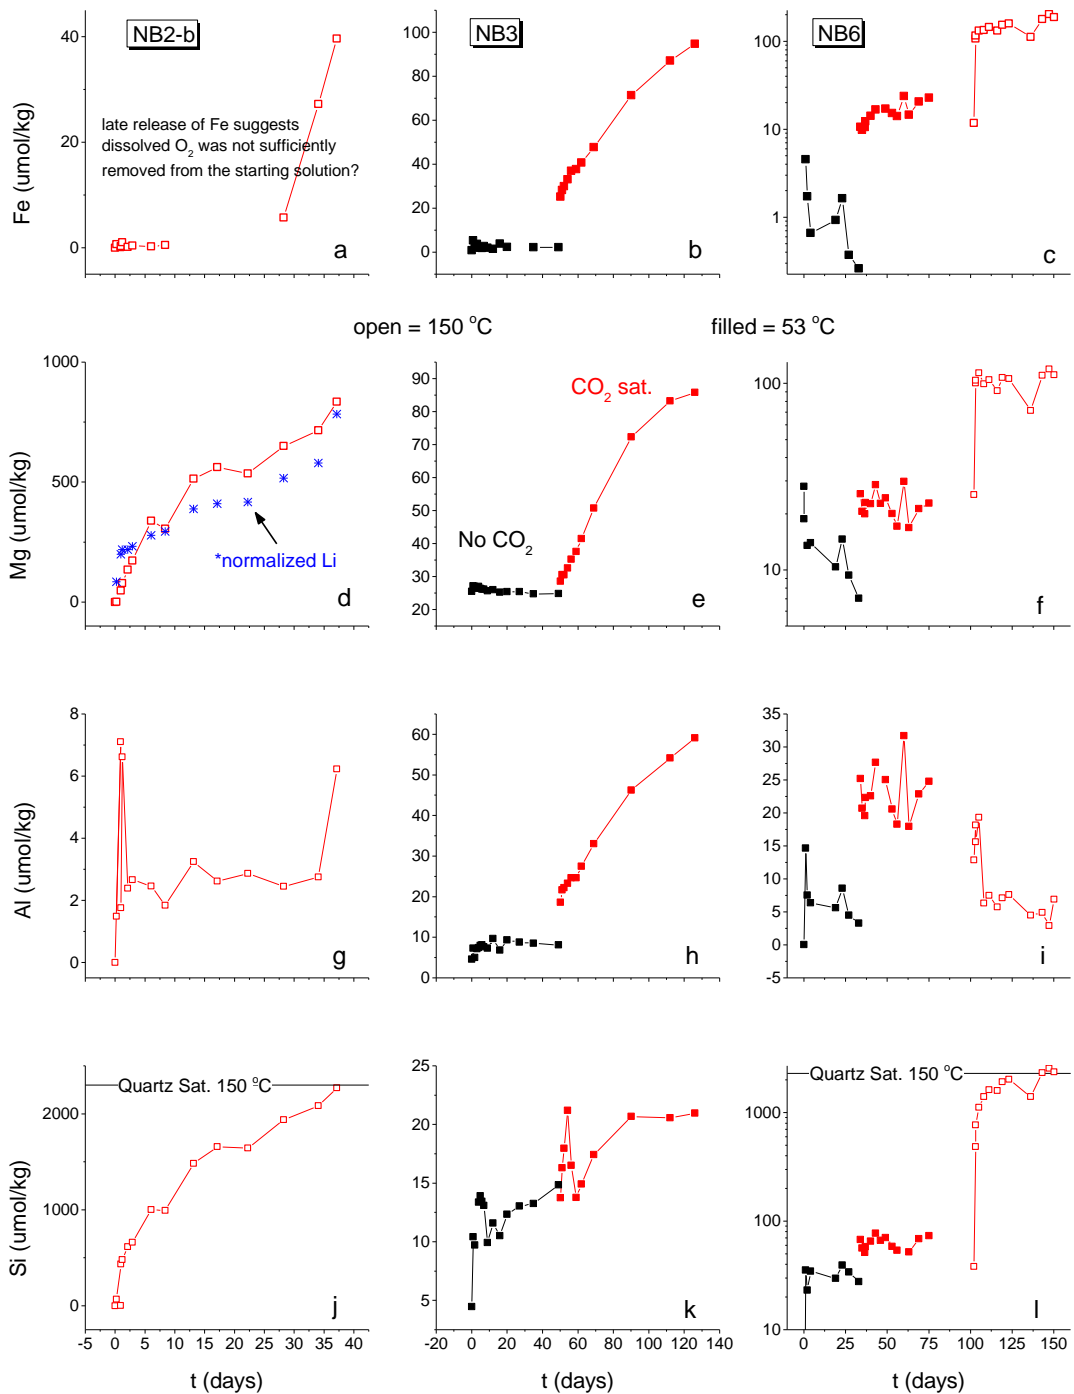 NB2-b
NB3
NB6
Fe (umol/kg)
40
20
0
late release of Fe suggests
dissolved O2 was not sufficiently
removed from the starting solution?
a
100
80
60
40
20
0
b
100
10
1
c
open = 150 °C
filled = 53 °C
Mg (umol/kg)
1000
500
0
*normalized Li
d
90
80
70
60
50
40
30
20
CO2 sat.
No CO2
e
100
10
f
Al (umol/kg)
8
6
4
2
0
g
60
50
40
30
20
10
0
h
35
30
25
20
15
10
5
0
-5
i
Si (umol/kg)
2000
1000
0
Quartz Sat. 150 °C
j
25
20
15
10
5
k
1000
100
10
Quartz Sat. 150 °C
l
-5 0 5 10 15 20 25 30 35 40
-20 0 20 40 60 80 100 120 140
0 25 50 75 100 125 150
t (days)
t (days)
t (days)